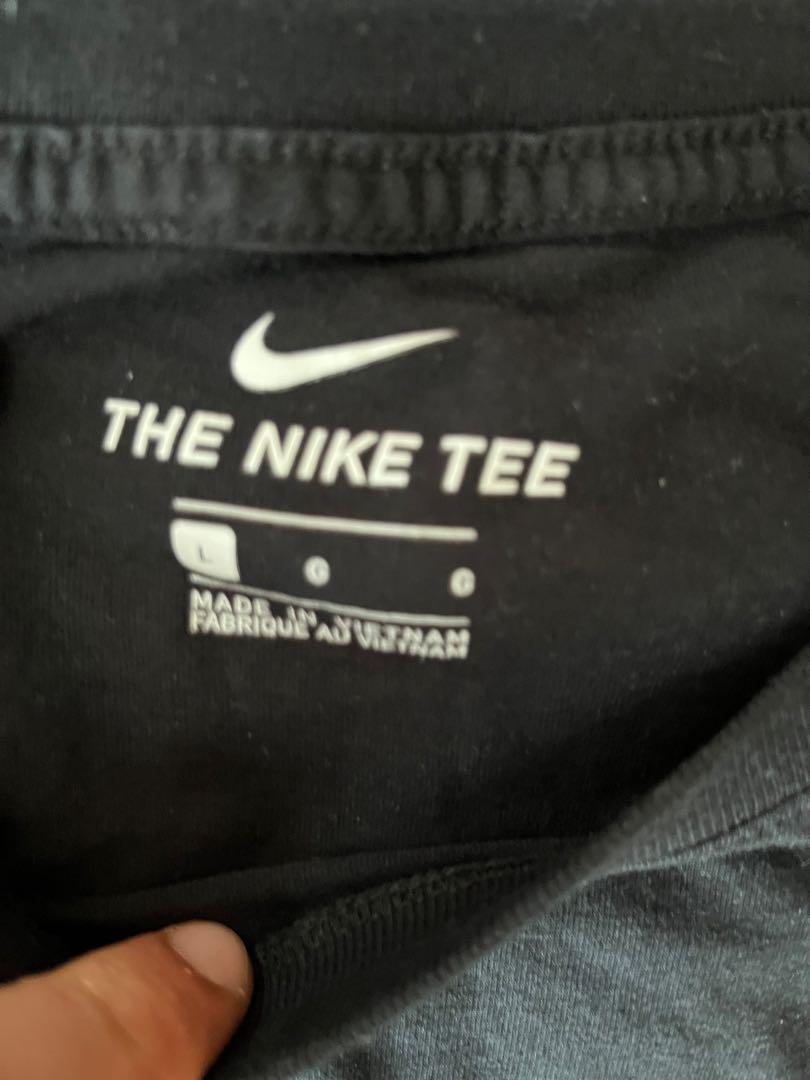 THE NIKE TEE
L G G
MADE IN VIETNAM
FABRIQUE AU VIETNAM